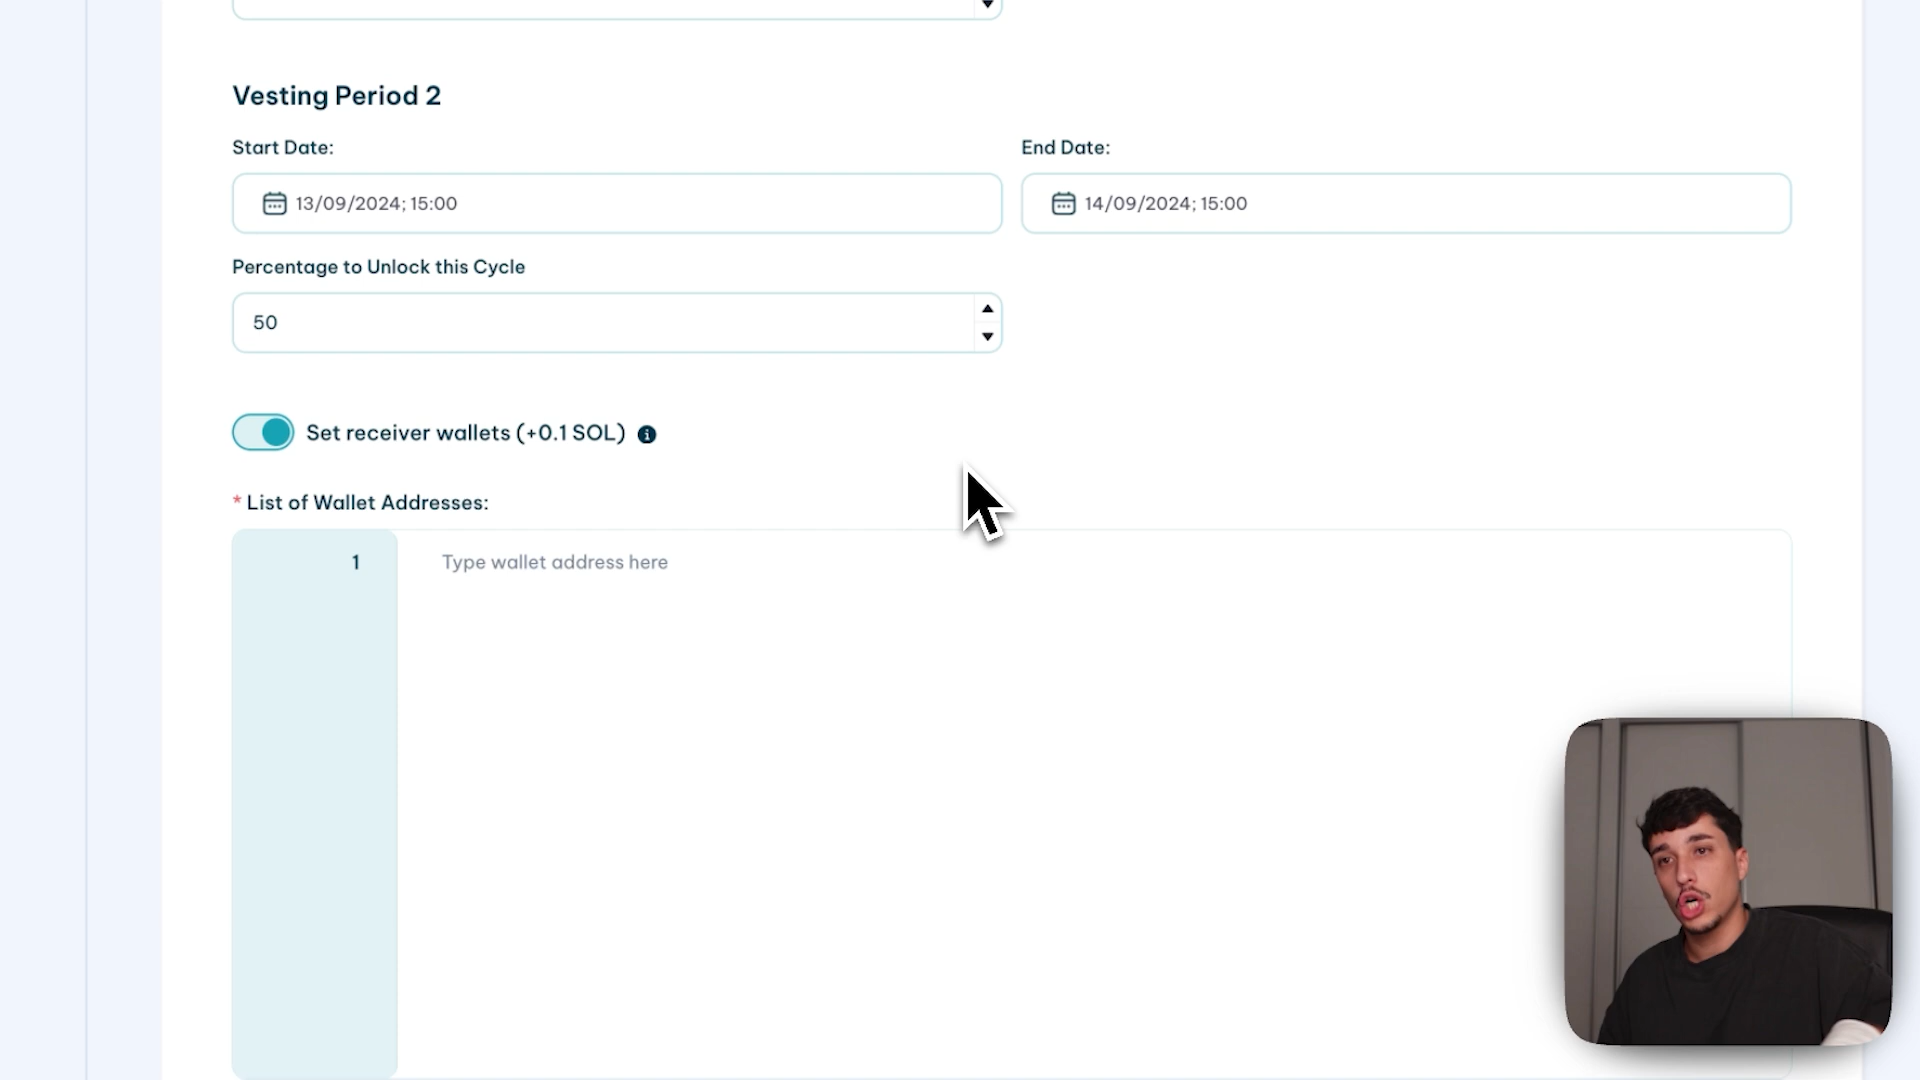 Vesting Period 2
Start Date:
End Date:
13/09/2024; 15:00
14/09/2024; 15:00
Percentage to Unlock this Cycle
50
Set receiver wallets (+0.1 SOL)
* List of Wallet Addresses:
1
Type wallet address here